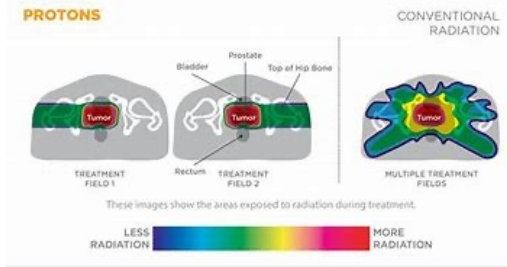 PROTONS
CONVENTIONAL
RADIATION
Prostate
Bladder
Top of Hip Bone
Tumor
Tumor
Tumor
Rectum
TREATMENT
FIELD 1
TREATMENT
FIELD 2
MULTIPLE TREATMENT
FIELDS
These images show the areas exposed to radiation during treatment.
LESS
RADIATION
MORE
RADIATION